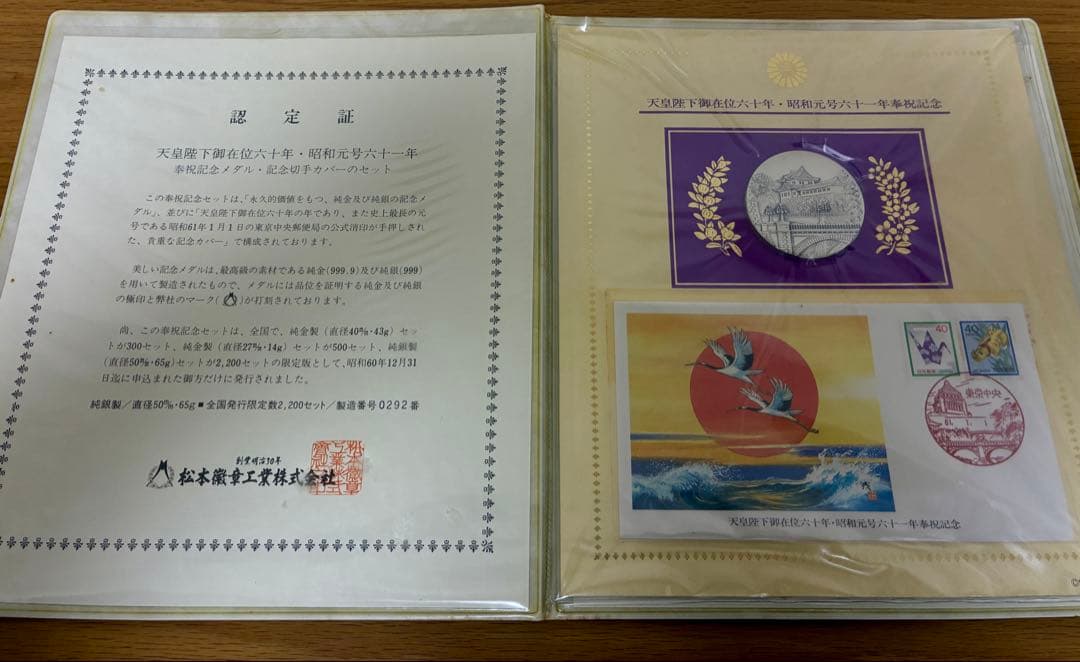 認定証
天皇陛下御在位六十年・昭和元号六十一年
奉祝記念メダル・記念切手カバーのセット
この奉祝記念セットは、「永久的価値をもつ、純金及び純銀の記念メ
ダル」、並びに「天皇陛下御在位六十年の年であり、また史上最長の元
号である昭和61年1月1日の東京中央郵便局の公式消印が手押しされ
た、貴重な記念カバー」で構成されております。
美しい記念メダルは、最高級の素材である純金(999.9)及び純銀(999)
を用いて製造されたもので、メダルには品位を証明する純金及び純銀
の極印と弊社のマーク( )が打刻されております。
尚、この奉祝記念セットは、全国で、純金製(直径40㎜・43g)セッ
トが300セット、純金製(直径27㎜・14g)セットが500セット、純銀製
(直径50㎜・65g)セットが2,200セットの限定版として、昭和60年12月31
日迄に申込まれた御方だけに発行されました。
純銀製/直径50㎜・65g■全国発行限定数2,200セット/製造番号0292番
創業明治30年
松本徽章工業株式会社
天皇陛下御在位六十年・昭和元号六十一年奉祝記念
40
40
東京中央
61.1.1
天皇陛下御在位六十年・昭和元号六十一年奉祝記念